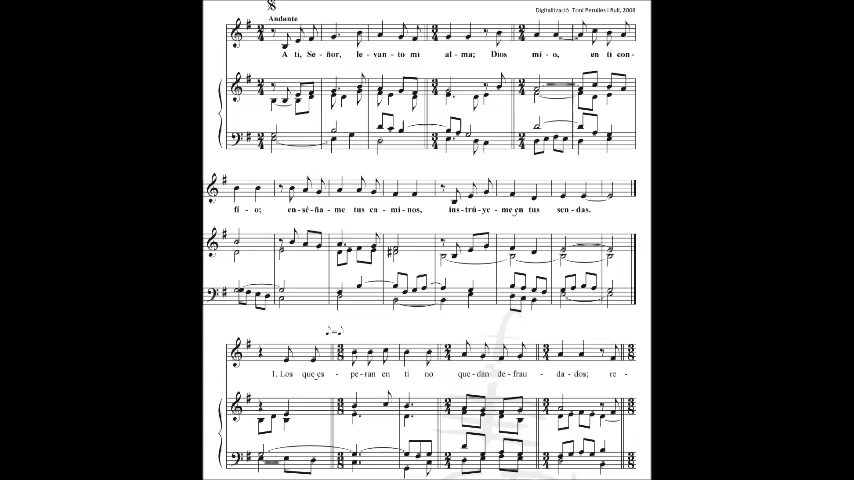 Digitalització: Toni Perulles i Rull, 2008
Andante
A ti, Se-ñor, le-van-to mi al-ma; Dios mí-o, en ti con-
fí-o; en-sé-ña-me tus ca-mi-nos, ins-trú-ye-me en tus sen-das.
1. Los que es-pe-ran en ti no que-dan de-frau-da-dos; re-